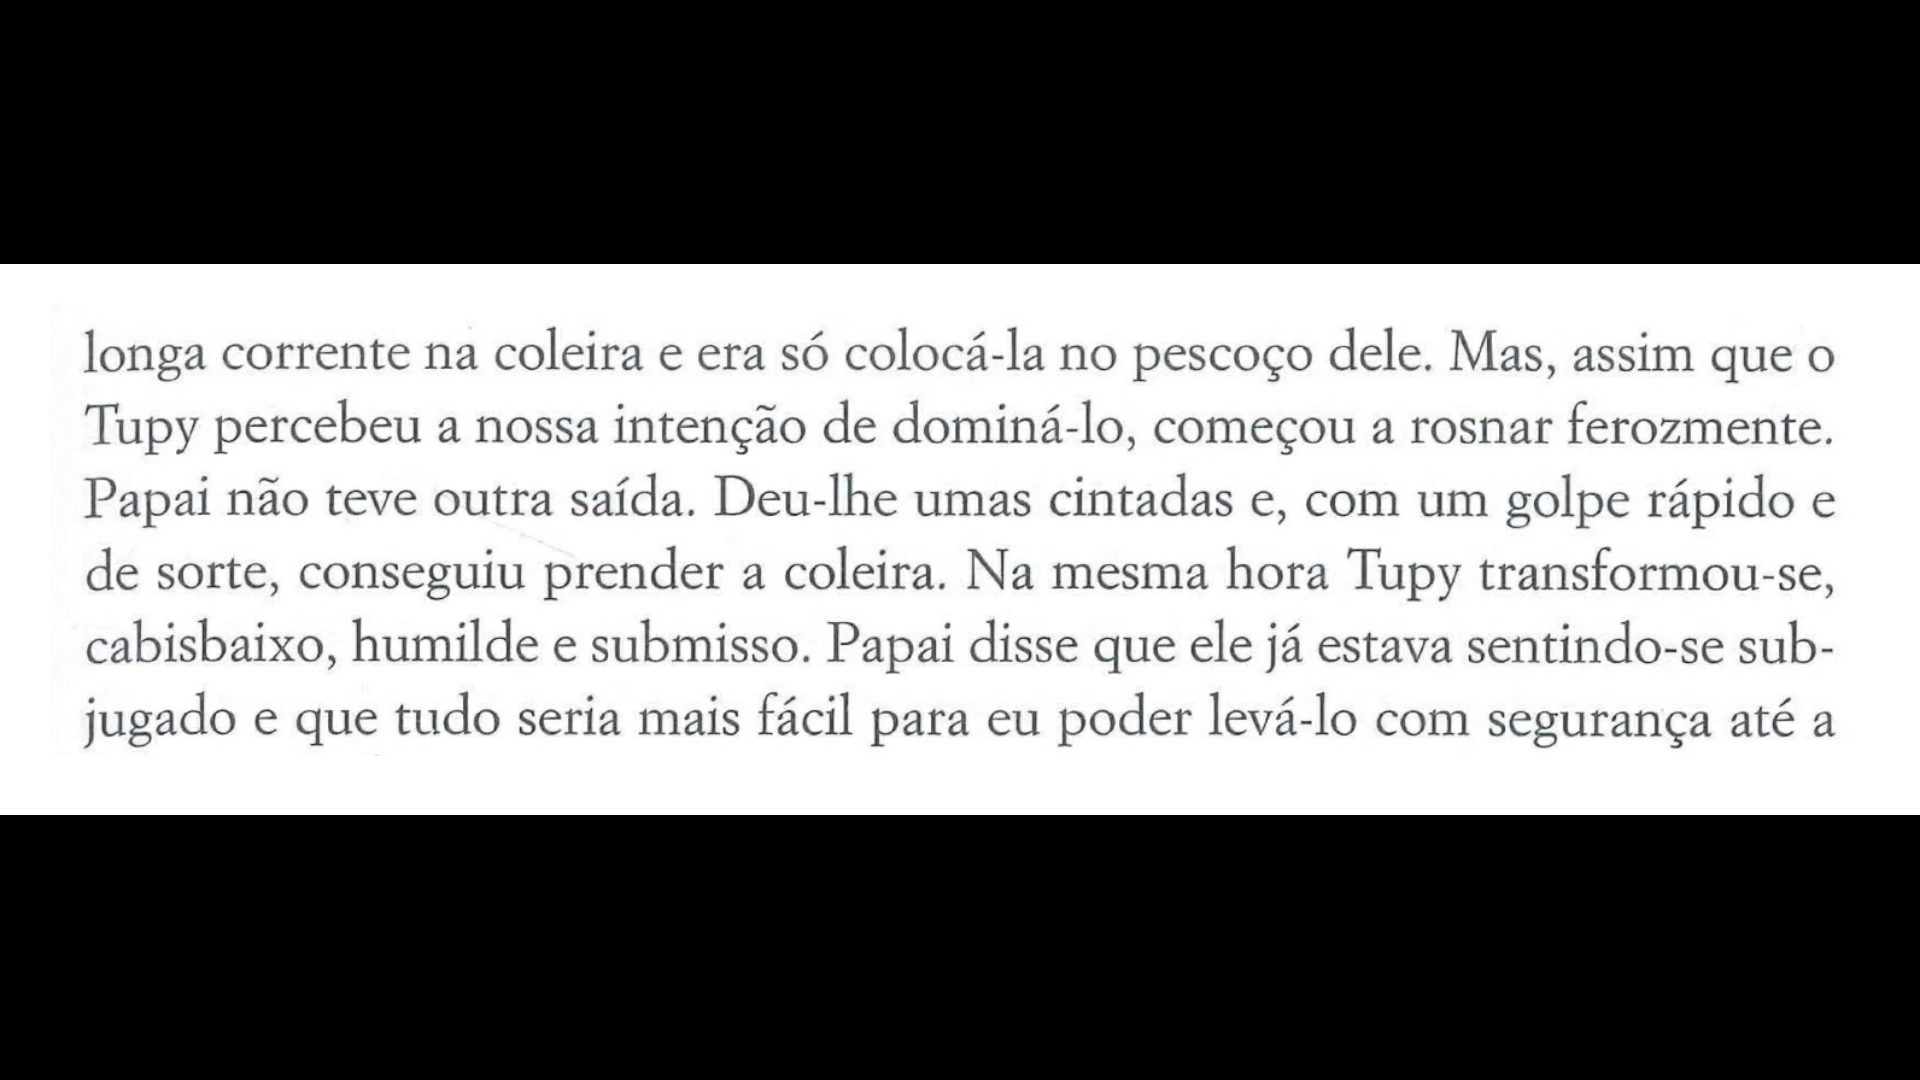 longa corrente na coleira e era só colocá-la no pescoço dele. Mas, assim que o
Tupy percebeu a nossa intenção de dominá-lo, começou a rosnar ferozmente.
Papai não teve outra saída. Deu-lhe umas cintadas e, com um golpe rápido e
de sorte, conseguiu prender a coleira. Na mesma hora Tupy transformou-se,
cabisbaixo, humilde e submisso. Papai disse que ele já estava sentindo-se sub-
jugado e que tudo seria mais fácil para eu poder levá-lo com segurança até a